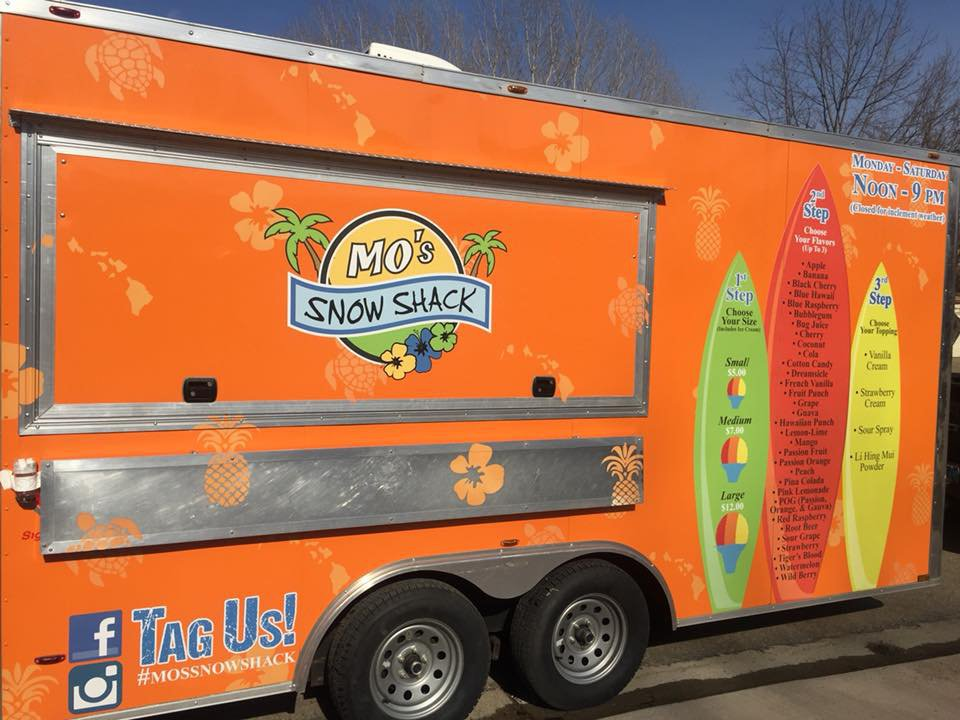 MO's
SNOW SHACK
Monday - Saturday
Noon - 9 pm
(Closed for inclement weather)
1st
Step
Choose
Your Size
(Includes Ice Cream)
Small
$5.00
Medium
$7.00
Large
$12.00
2nd
Step
Choose
Your Flavors
(Up To 3)
• Apple
• Banana
• Black Cherry
• Blue Hawaii
• Blue Raspberry
• Bubblegum
• Bug Juice
• Cherry
• Coconut
• Cola
• Cotton Candy
• Dreamsicle
• French Vanilla
• Fruit Punch
• Grape
• Guava
• Hawaiian Punch
• Lemon-Lime
• Mango
• Passion Fruit
• Passion Orange
• Peach
• Pina Colada
• Pink Lemonade
• POG (Passion,
Orange, & Gauva)
• Red Raspberry
• Root Beer
• Sour Grape
• Strawberry
• Tiger's Blood
• Watermelon
• Wild Berry
3rd
Step
Choose
Your Topping
• Vanilla
Cream
• Strawberry
Cream
• Sour Spray
• Li Hing Mui
Powder
f
Tag Us!
#MOSSNOWSHACK